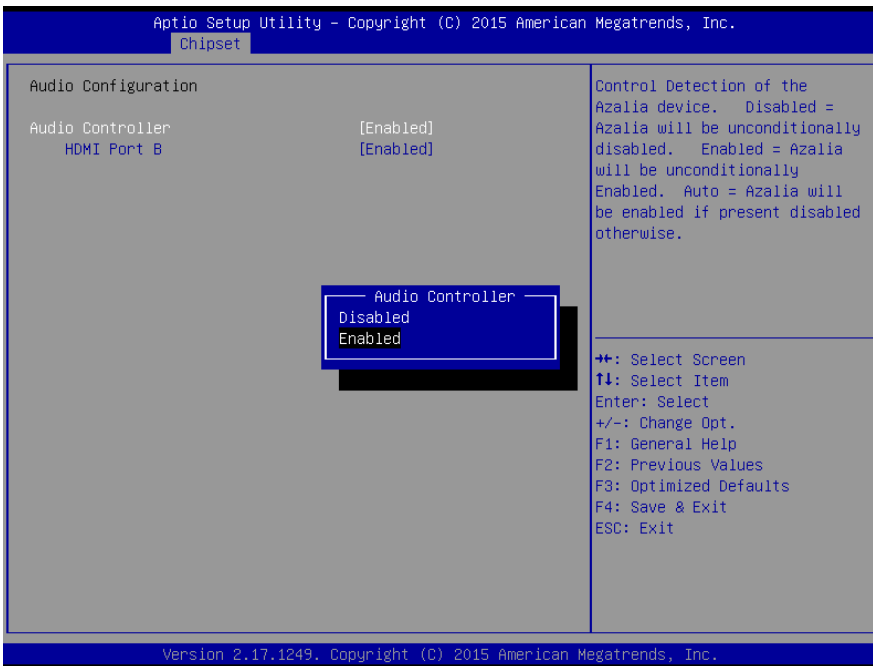 Aptio Setup Utility – Copyright (C) 2015 American Megatrends, Inc.
Chipset
Audio Configuration
Audio Controller [Enabled]
HDMI Port B [Enabled]
Control Detection of the
Azalia device. Disabled =
Azalia will be unconditionally
disabled. Enabled = Azalia
will be unconditionally
Enabled. Auto = Azalia will
be enabled if present disabled
otherwise.
Audio Controller
Disabled
Enabled
→←: Select Screen
↑↓: Select Item
Enter: Select
+/-: Change Opt.
F1: General Help
F2: Previous Values
F3: Optimized Defaults
F4: Save & Exit
ESC: Exit
Version 2.17.1249. Copyright (C) 2015 American Megatrends, Inc.